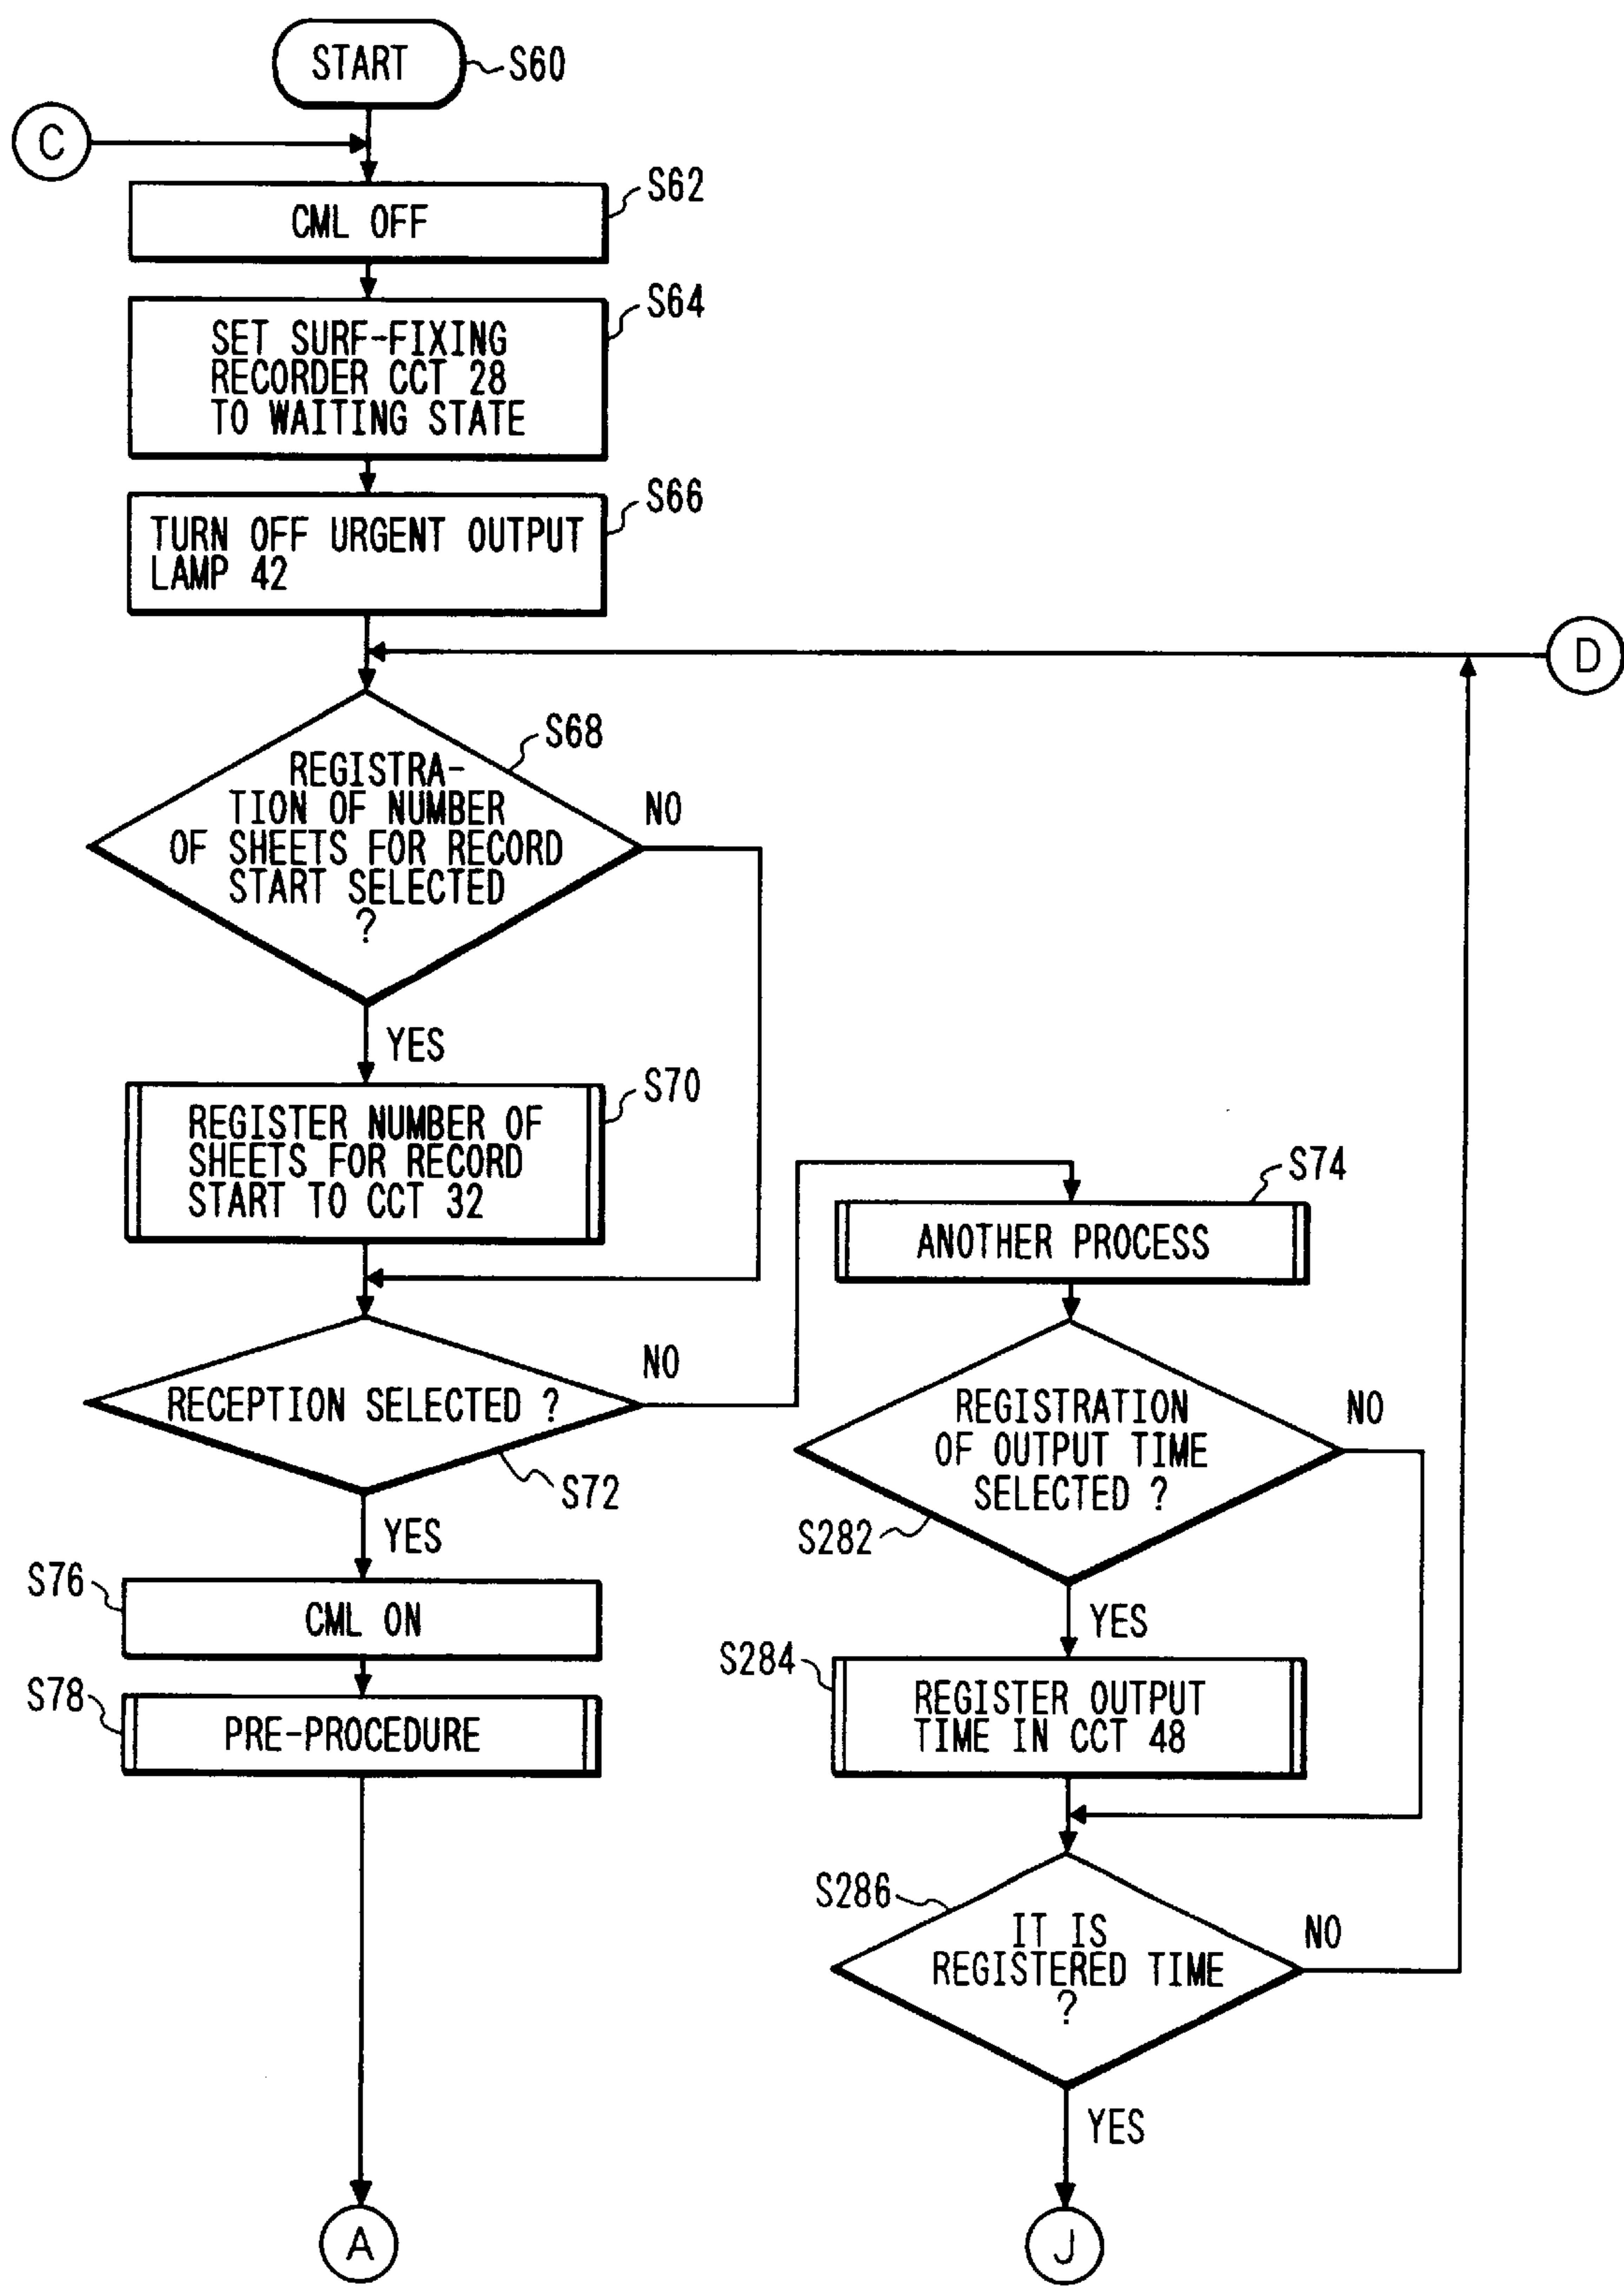 START
S60
C
S62
CML OFF
S64
SET SURF-FIXING
RECORDER CCT 28
TO WAITING STATE
S66
TURN OFF URGENT OUTPUT
LAMP 42
D
S68
REGISTRA-
TION OF NUMBER
OF SHEETS FOR RECORD
START SELECTED
?
NO
YES
S70
REGISTER NUMBER OF
SHEETS FOR RECORD
START TO CCT 32
RECEPTION SELECTED ?
NO
S72
YES
S76
CML ON
S78
PRE-PROCEDURE
A
S74
ANOTHER PROCESS
REGISTRATION
OF OUTPUT TIME
SELECTED ?
NO
S282
YES
S284
REGISTER OUTPUT
TIME IN CCT 48
S286
IT IS
REGISTERED TIME
?
NO
YES
J